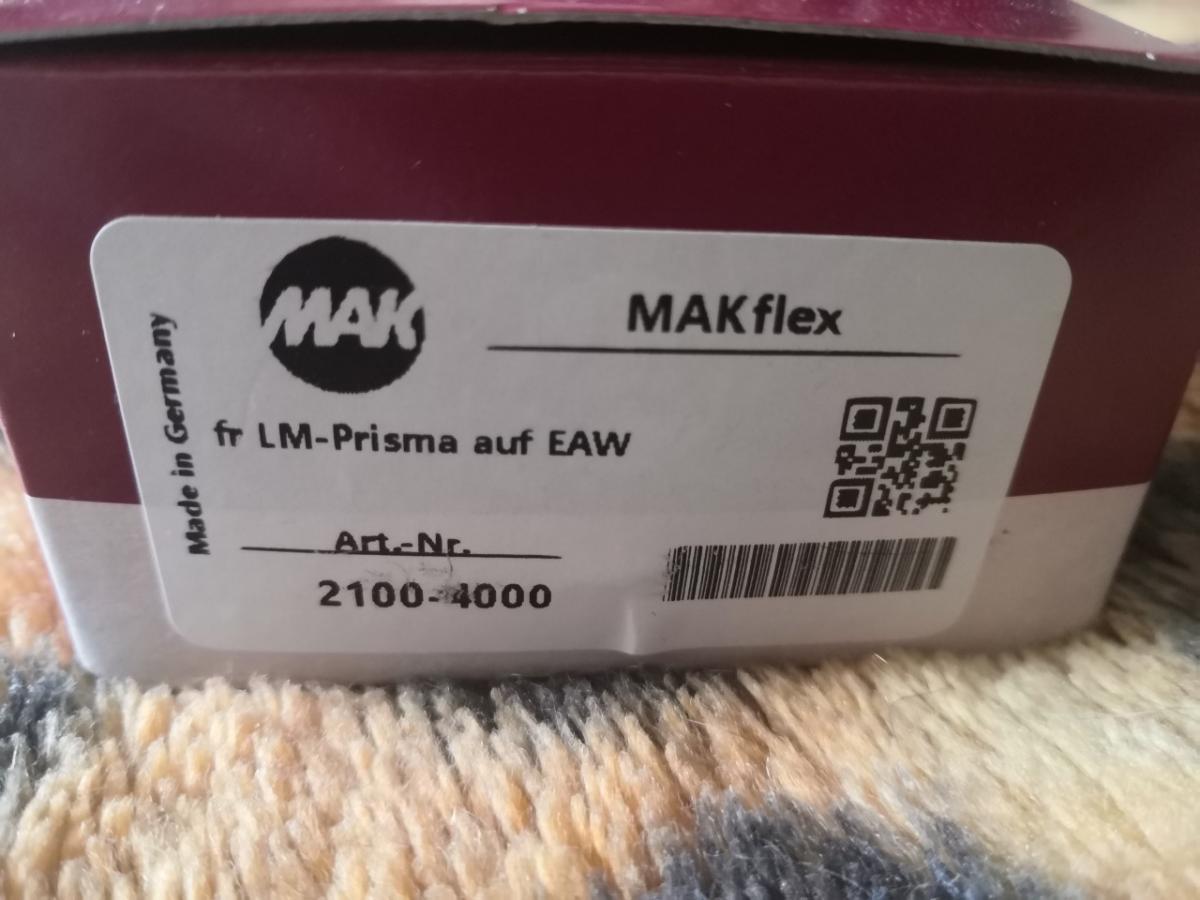 MAK
MAKflex
Made in Germany
fr LM-Prisma auf EAW
Art.-Nr.
2100-4000